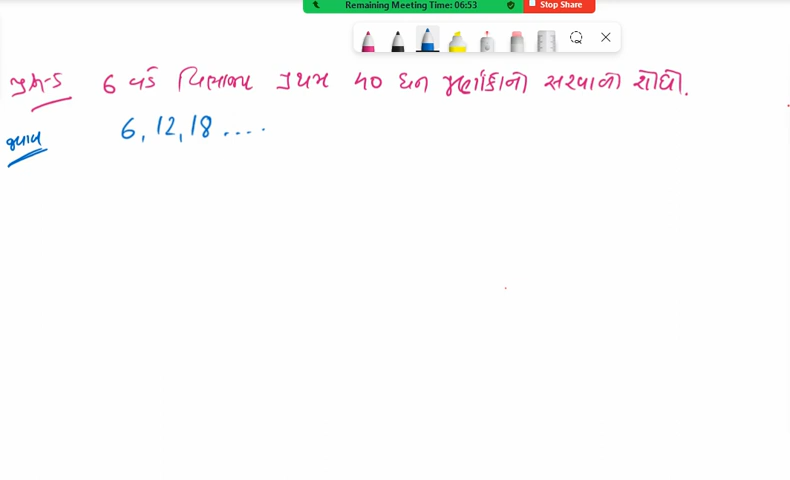 Remaining Meeting Time: 06:53 Stop Share
પ્રશ્ન-5 6 વડે વિભાજ્ય પ્રથમ 40 ધન પૂર્ણાંકોનો સરવાળો શોધો.
જવાબ 6, 12, 18 ....